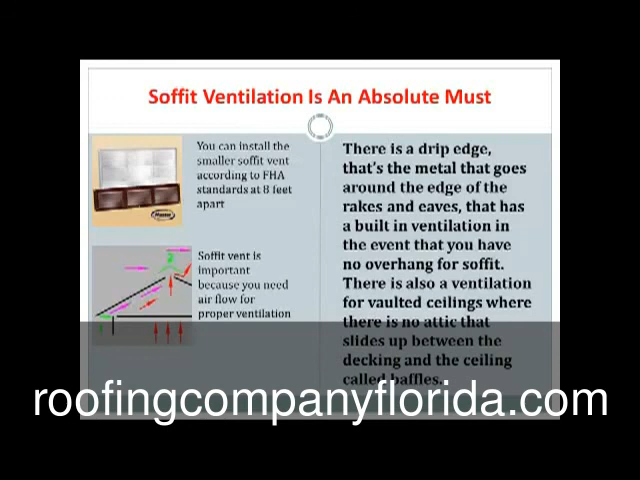 Soffit Ventilation Is An Absolute Must
You can install the
smaller soffit vent
according to FHA
standards at 8 feet
apart
Soffit vent is
important
because you need
air flow for
proper ventilation
There is a drip edge,
that's the metal that goes
around the edge of the
rakes and eaves, that has
a built in ventilation in
the event that you have
no overhang for soffit.
There is also a ventilation
for vaulted ceilings where
there is no attic that
slides up between the
decking and the ceiling
called baffles.
roofingcompanyflorida.com